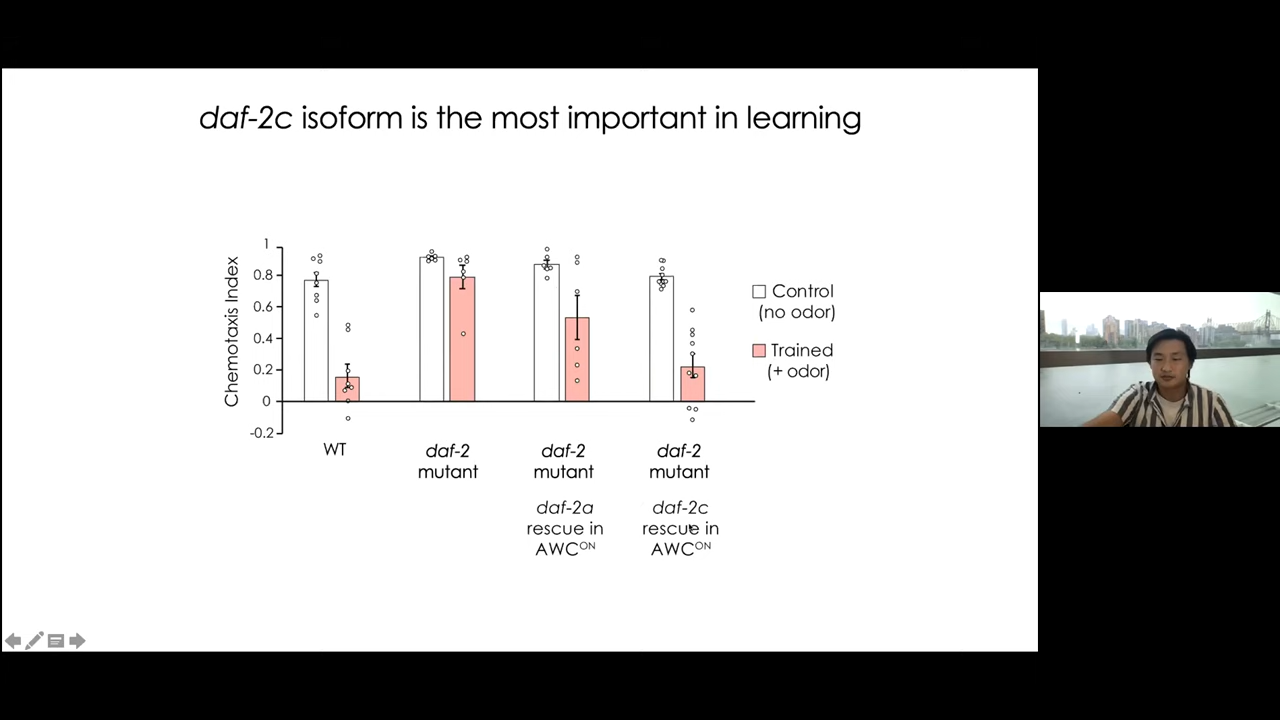 daf-2c isoform is the most important in learning
Chemotaxis Index
1
0.8
0.6
0.4
0.2
0
-0.2
WT
daf-2
mutant
daf-2
mutant
daf-2a
rescue in
AWCᴼᴺ
daf-2
mutant
daf-2c
rescue in
AWCᴼᴺ
Control
(no odor)
Trained
(+ odor)